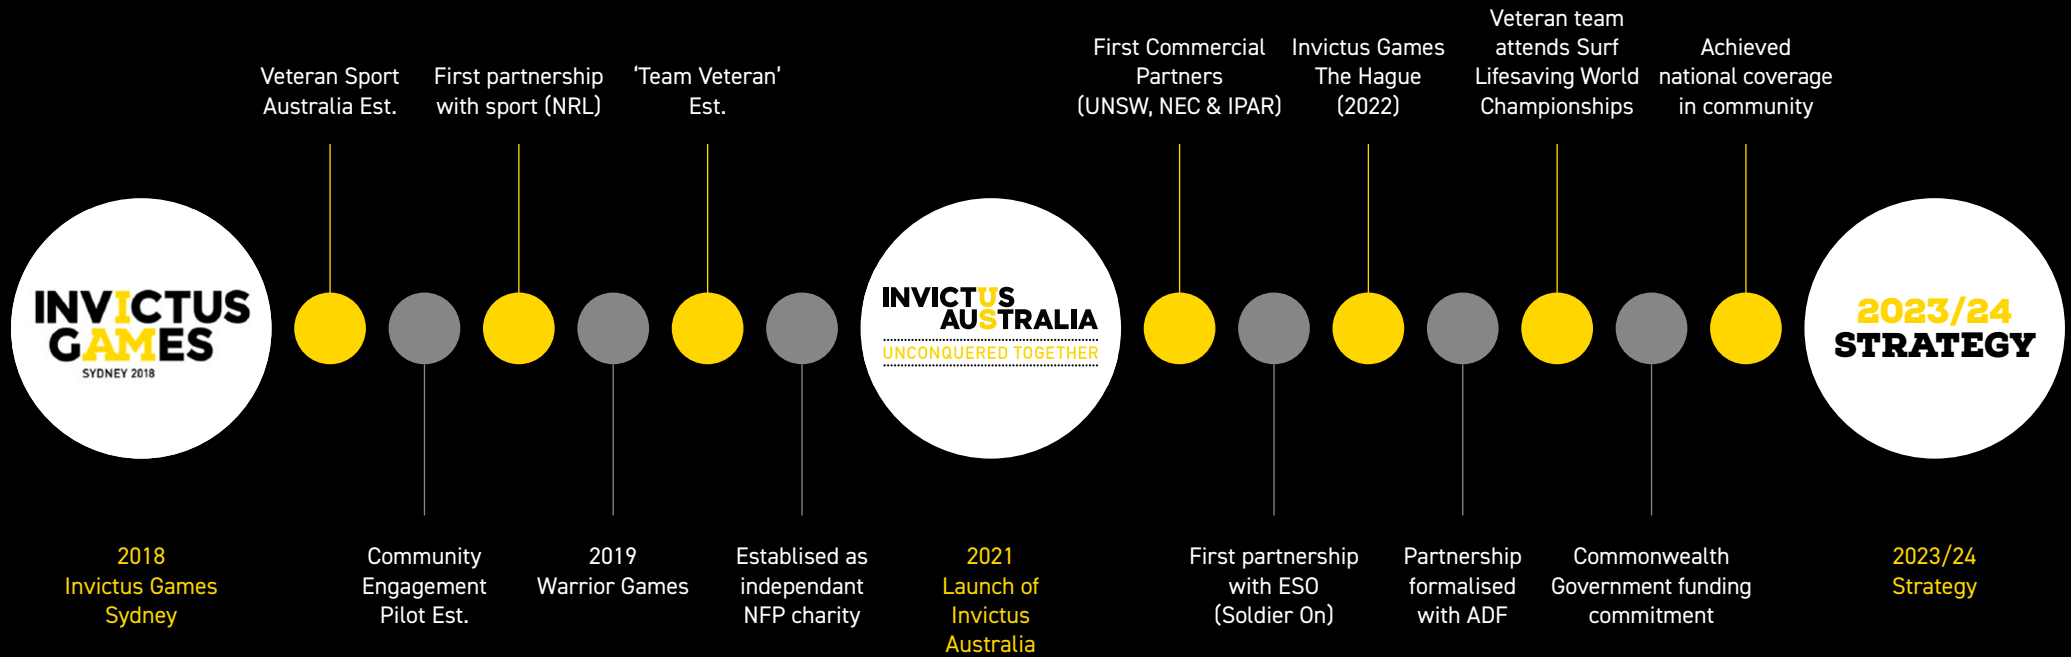 Veteran Sport
Australia Est.
First partnership
with sport (NRL)
‘Team Veteran’
Est.
First Commercial
Partners
(UNSW, NEC & IPAR)
Invictus Games
The Hague
(2022)
Veteran team
attends Surf
Lifesaving World
Championships
Achieved
national coverage
in community
INVICTUS
GAMES
SYDNEY 2018
INVICTUS
AUSTRALIA
UNCONQUERED TOGETHER
2023/24
STRATEGY
2018
Invictus Games
Sydney
Community
Engagement
Pilot Est.
2019
Warrior Games
Establised as
independant
NFP charity
2021
Launch of
Invictus
Australia
First partnership
with ESO
(Soldier On)
Partnership
formalised
with ADF
Commonwealth
Government funding
commitment
2023/24
Strategy